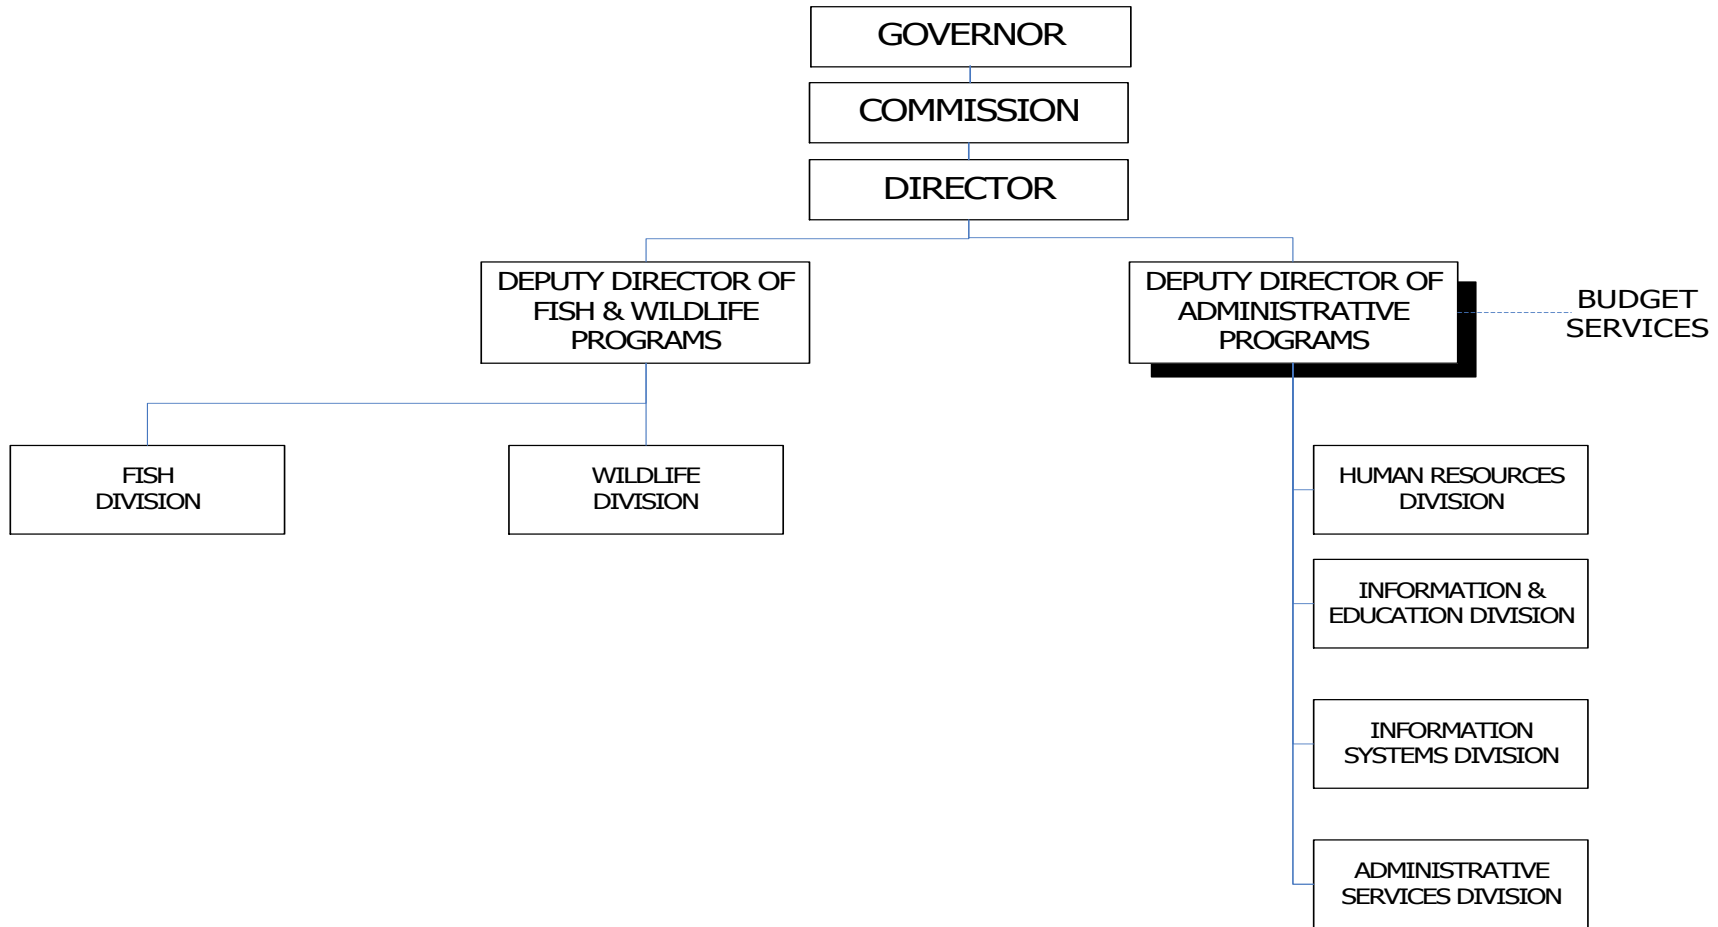 GOVERNOR
COMMISSION
DIRECTOR
DEPUTY DIRECTOR OF
FISH & WILDLIFE
PROGRAMS
DEPUTY DIRECTOR OF
ADMINISTRATIVE
PROGRAMS
BUDGET
SERVICES
FISH
DIVISION
WILDLIFE
DIVISION
HUMAN RESOURCES
DIVISION
INFORMATION &
EDUCATION DIVISION
INFORMATION
SYSTEMS DIVISION
ADMINISTRATIVE
SERVICES DIVISION